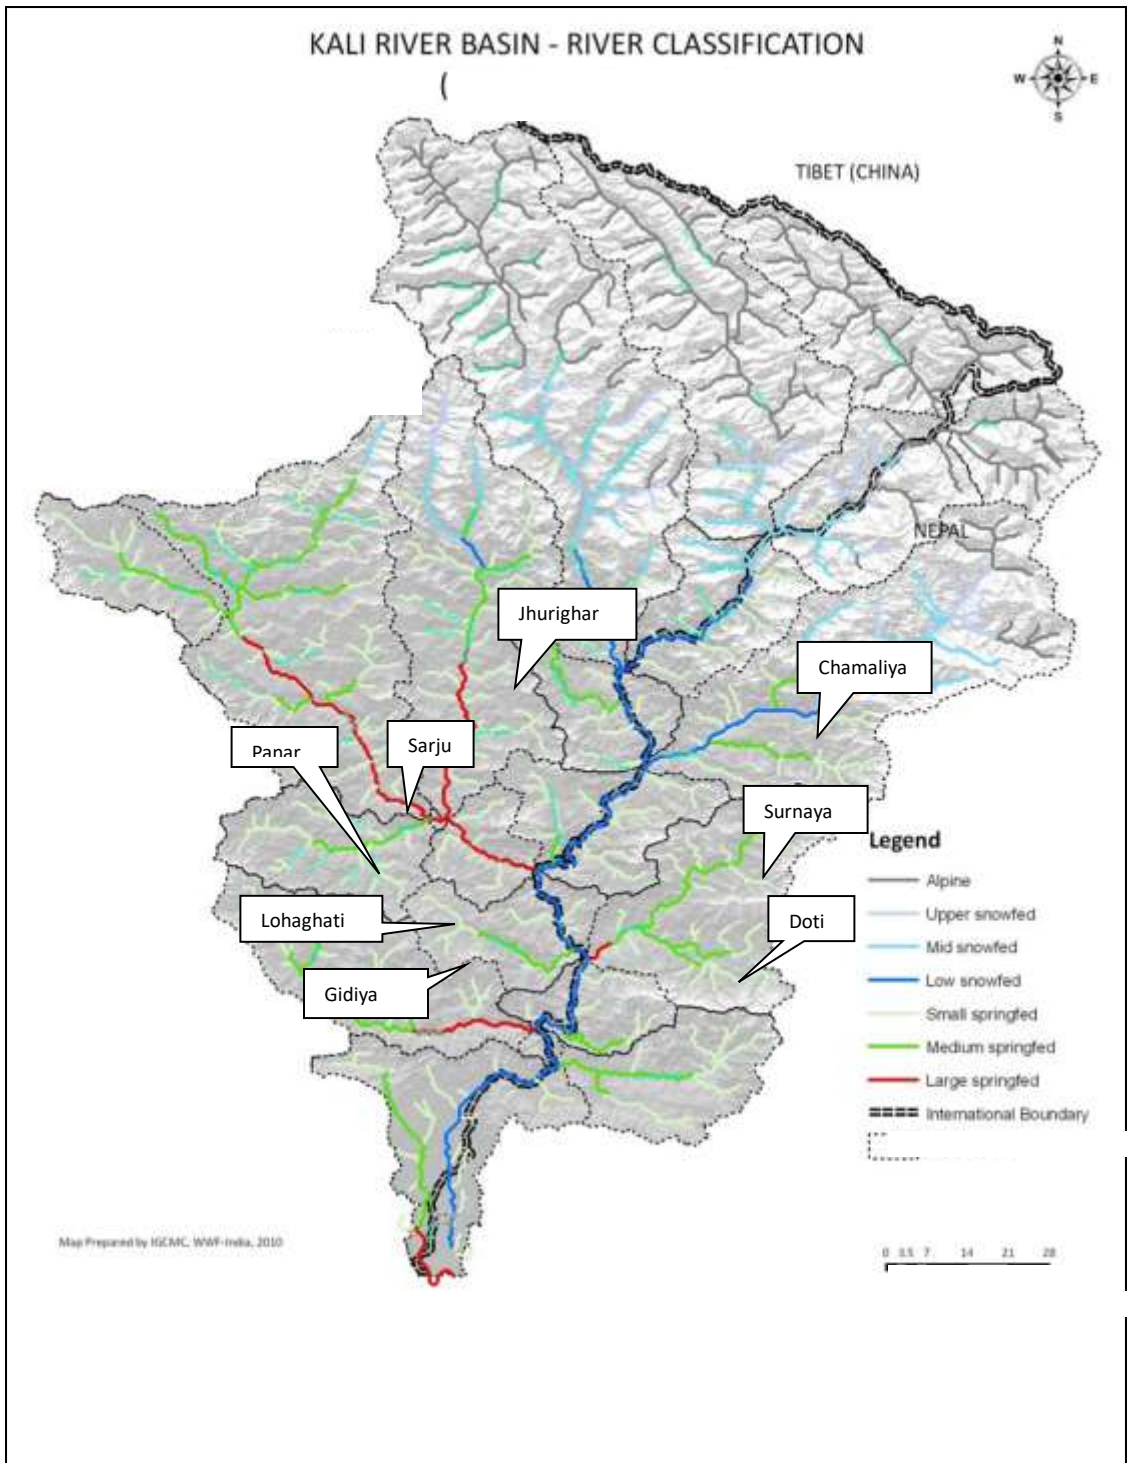 KALI RIVER BASIN - RIVER CLASSIFICATION
(
N
W E
S
TIBET (CHINA)
NEPAL
Jhurighar
Chamaliya
Sarju
Panar
Surnaya
Lohaghati
Doti
Gidiya
Legend
Alpine
Upper snowfed
Mid snowfed
Low snowfed
Small springfed
Medium springfed
Large springfed
International Boundary
Map Prepared by IGCMC, WWF-India, 2010
0 3.5 7 14 21 28